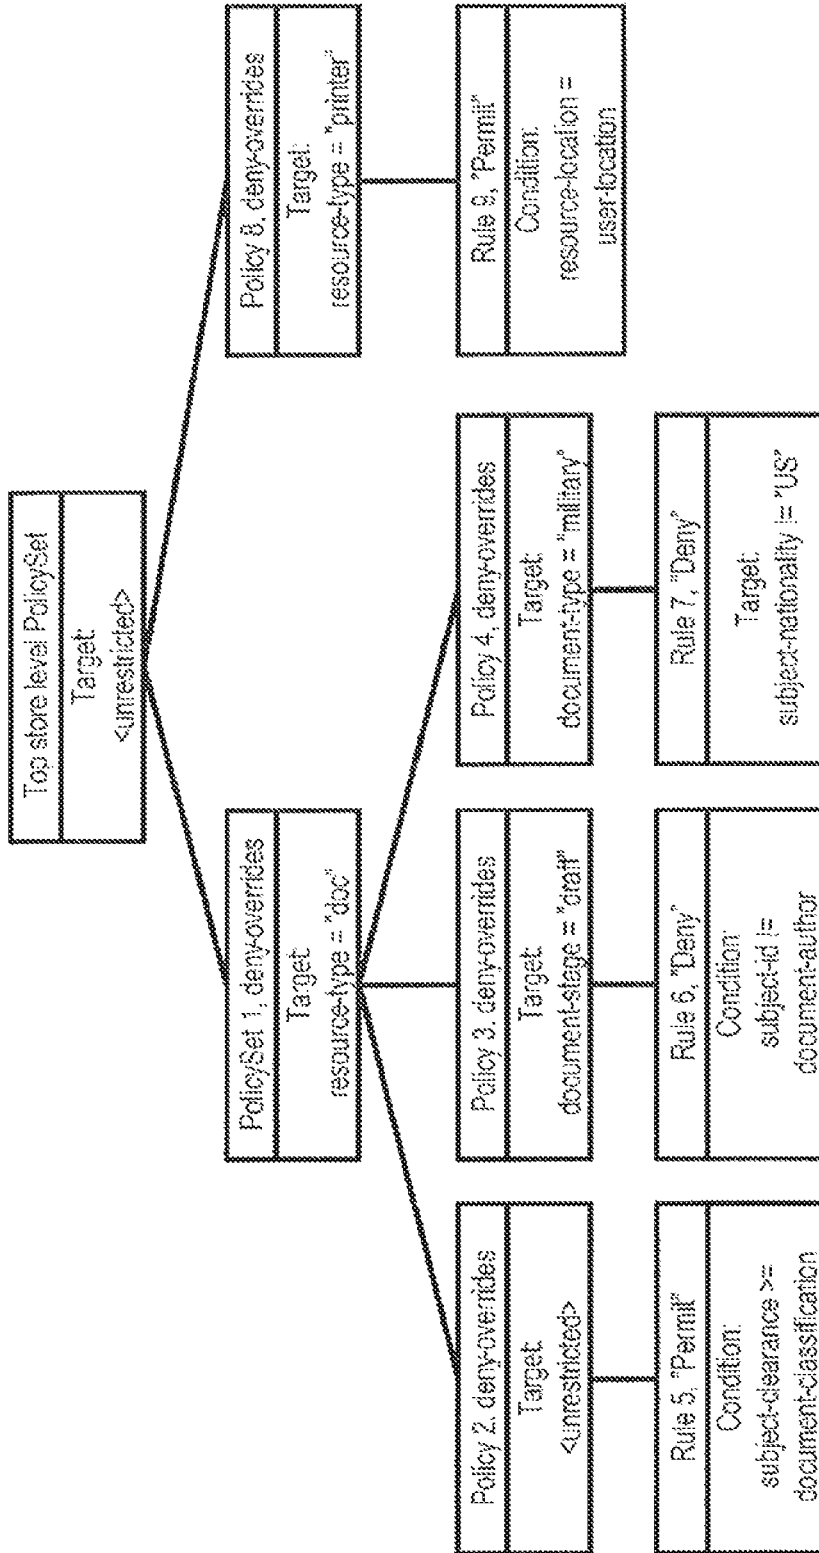 Top store level PolicySet
Target:
<unrestricted>
PolicySet 1, deny-overrides
Target:
resource-type = "doc"
Policy 8, deny-overrides
Target:
resource-type = "printer"
Policy 2, deny-overrides
Target:
<unrestricted>
Policy 3, deny-overrides
Target:
document-stage = "draft"
Policy 4, deny-overrides
Target:
document-type = "military"
Rule 9, "Permit"
Condition:
resource-location =
user-location
Rule 5, "Permit"
Condition:
subject-clearance >=
document-classification
Rule 6, "Deny"
Condition:
subject-id !=
document-author
Rule 7, "Deny"
Target:
subject-nationality != "US"